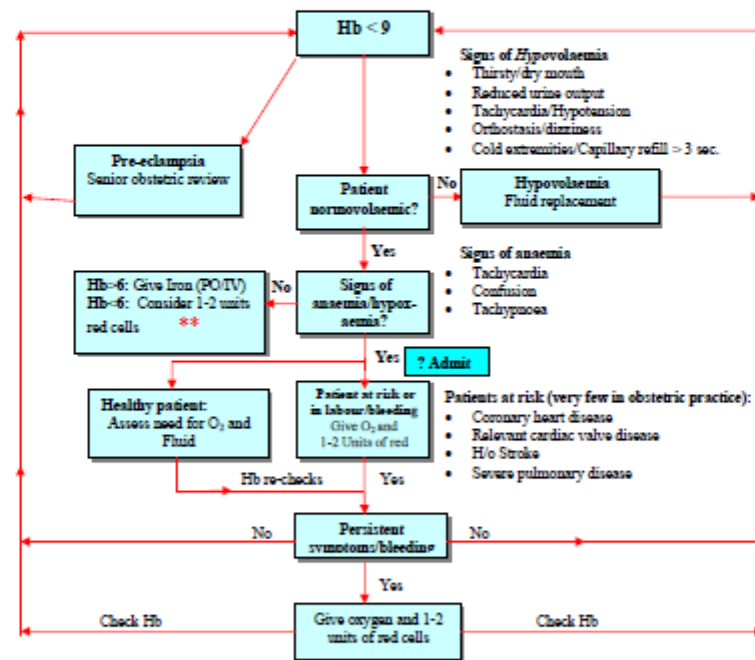 Hb < 9
Signs of Hypovolaemia
• Thirsty/dry mouth
• Reduced urine output
• Tachycardia/Hypotension
• Orthostasis/dizziness
• Cold extremities/Capillary refill > 3 sec.
Pre-eclampsia
Senior obstetric review
Patient
normovolaemic?
No
Hypovolaemia
Fluid replacement
Yes
Signs of anaemia
• Tachycardia
• Confusion
• Tachypnoea
Hb>6: Give Iron (PO/IV)
Hb<6: Consider 1-2 units
red cells **
No
Signs of
anaemia/hypox-
aemia?
Yes
? Admit
Healthy patient:
Assess need for O2 and
Fluid
Patient at risk or
in labour/bleeding
Give O2 and
1-2 Units of red
Patients at risk (very few in obstetric practice):
• Coronary heart disease
• Relevant cardiac valve disease
• H/o Stroke
• Severe pulmonary disease
Hb re-checks
Yes
No
Persistent
symptoms/bleeding
No
Yes
Check Hb
Give oxygen and 1-2
units of red cells
Check Hb